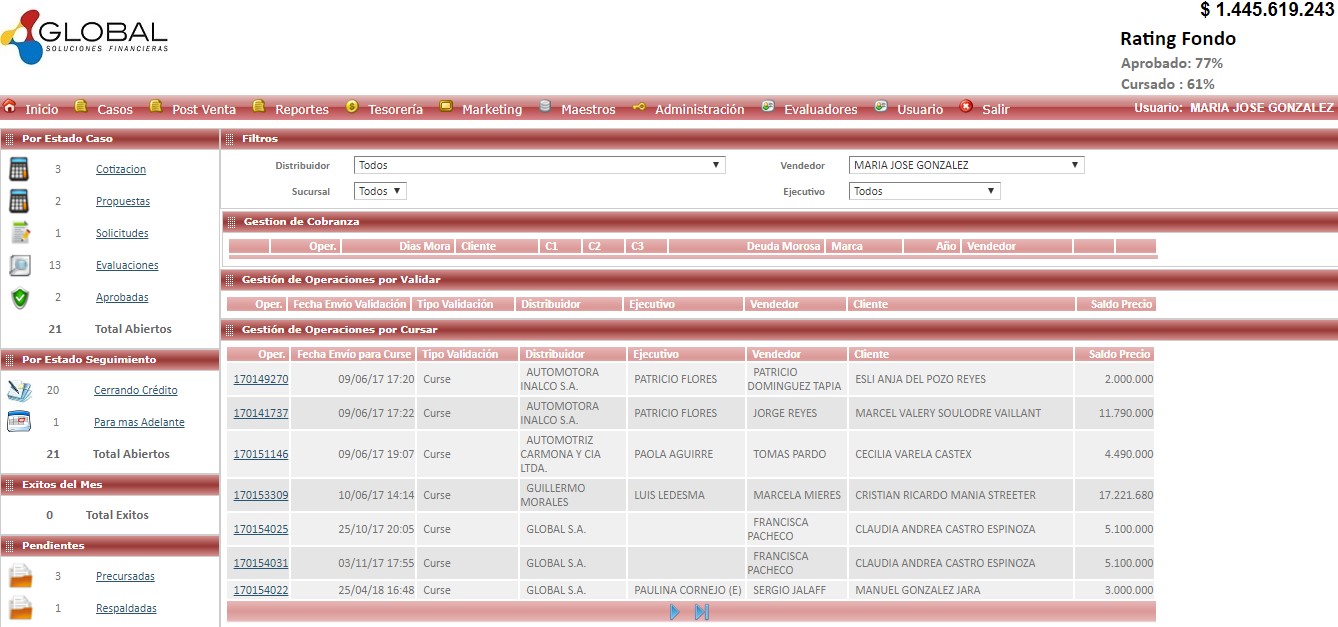 $ 1.445.619.243
GLOBAL
SOLUCIONES FINANCIERAS
Rating Fondo
Aprobado: 77%
Cursado : 61%
Inicio Casos Post Venta Reportes Tesorería Marketing Maestros Administración Evaluadores Usuario Salir Usuario: MARIA JOSE GONZALEZ
Por Estado Caso
3 Cotizacion
2 Propuestas
1 Solicitudes
13 Evaluaciones
2 Aprobadas
21 Total Abiertos
Por Estado Seguimiento
20 Cerrando Crédito
1 Para mas Adelante
21 Total Abiertos
Exitos del Mes
0 Total Exitos
Pendientes
3 Precursadas
1 Respaldadas
Filtros
Distribuidor Todos Vendedor MARIA JOSE GONZALEZ
Sucursal Todos Ejecutivo Todos
Gestion de Cobranza
Oper. Dias Mora Cliente C1 C2 C3 Deuda Morosa Marca Año Vendedor
Gestión de Operaciones por Validar
Oper. Fecha Envío Validación Tipo Validación Distribuidor Ejecutivo Vendedor Cliente Saldo Precio
Gestión de Operaciones por Cursar
Oper. Fecha Envío para Curse Tipo Validación Distribuidor Ejecutivo Vendedor Cliente Saldo Precio
170149270 09/06/17 17:20 Curse AUTOMOTORA INALCO S.A. PATRICIO FLORES PATRICIO DOMINGUEZ TAPIA ESLI ANJA DEL POZO REYES 2.000.000
170141737 09/06/17 17:22 Curse AUTOMOTORA INALCO S.A. PATRICIO FLORES JORGE REYES MARCEL VALERY SOULODRE VAILLANT 11.790.000
170151146 09/06/17 19:07 Curse AUTOMOTRIZ CARMONA Y CIA LTDA. PAOLA AGUIRRE TOMAS PARDO CECILIA VARELA CASTEX 4.490.000
170153309 10/06/17 14:14 Curse GUILLERMO MORALES LUIS LEDESMA MARCELA MIERES CRISTIAN RICARDO MANIA STREETER 17.221.680
170154025 25/10/17 20:05 Curse GLOBAL S.A. FRANCISCA PACHECO CLAUDIA ANDREA CASTRO ESPINOZA 5.100.000
170154031 03/11/17 17:55 Curse GLOBAL S.A. FRANCISCA PACHECO CLAUDIA ANDREA CASTRO ESPINOZA 5.100.000
170154022 25/04/18 16:48 Curse GLOBAL S.A. PAULINA CORNEJO (E) SERGIO JALAFF MANUEL GONZALEZ JARA 3.000.000